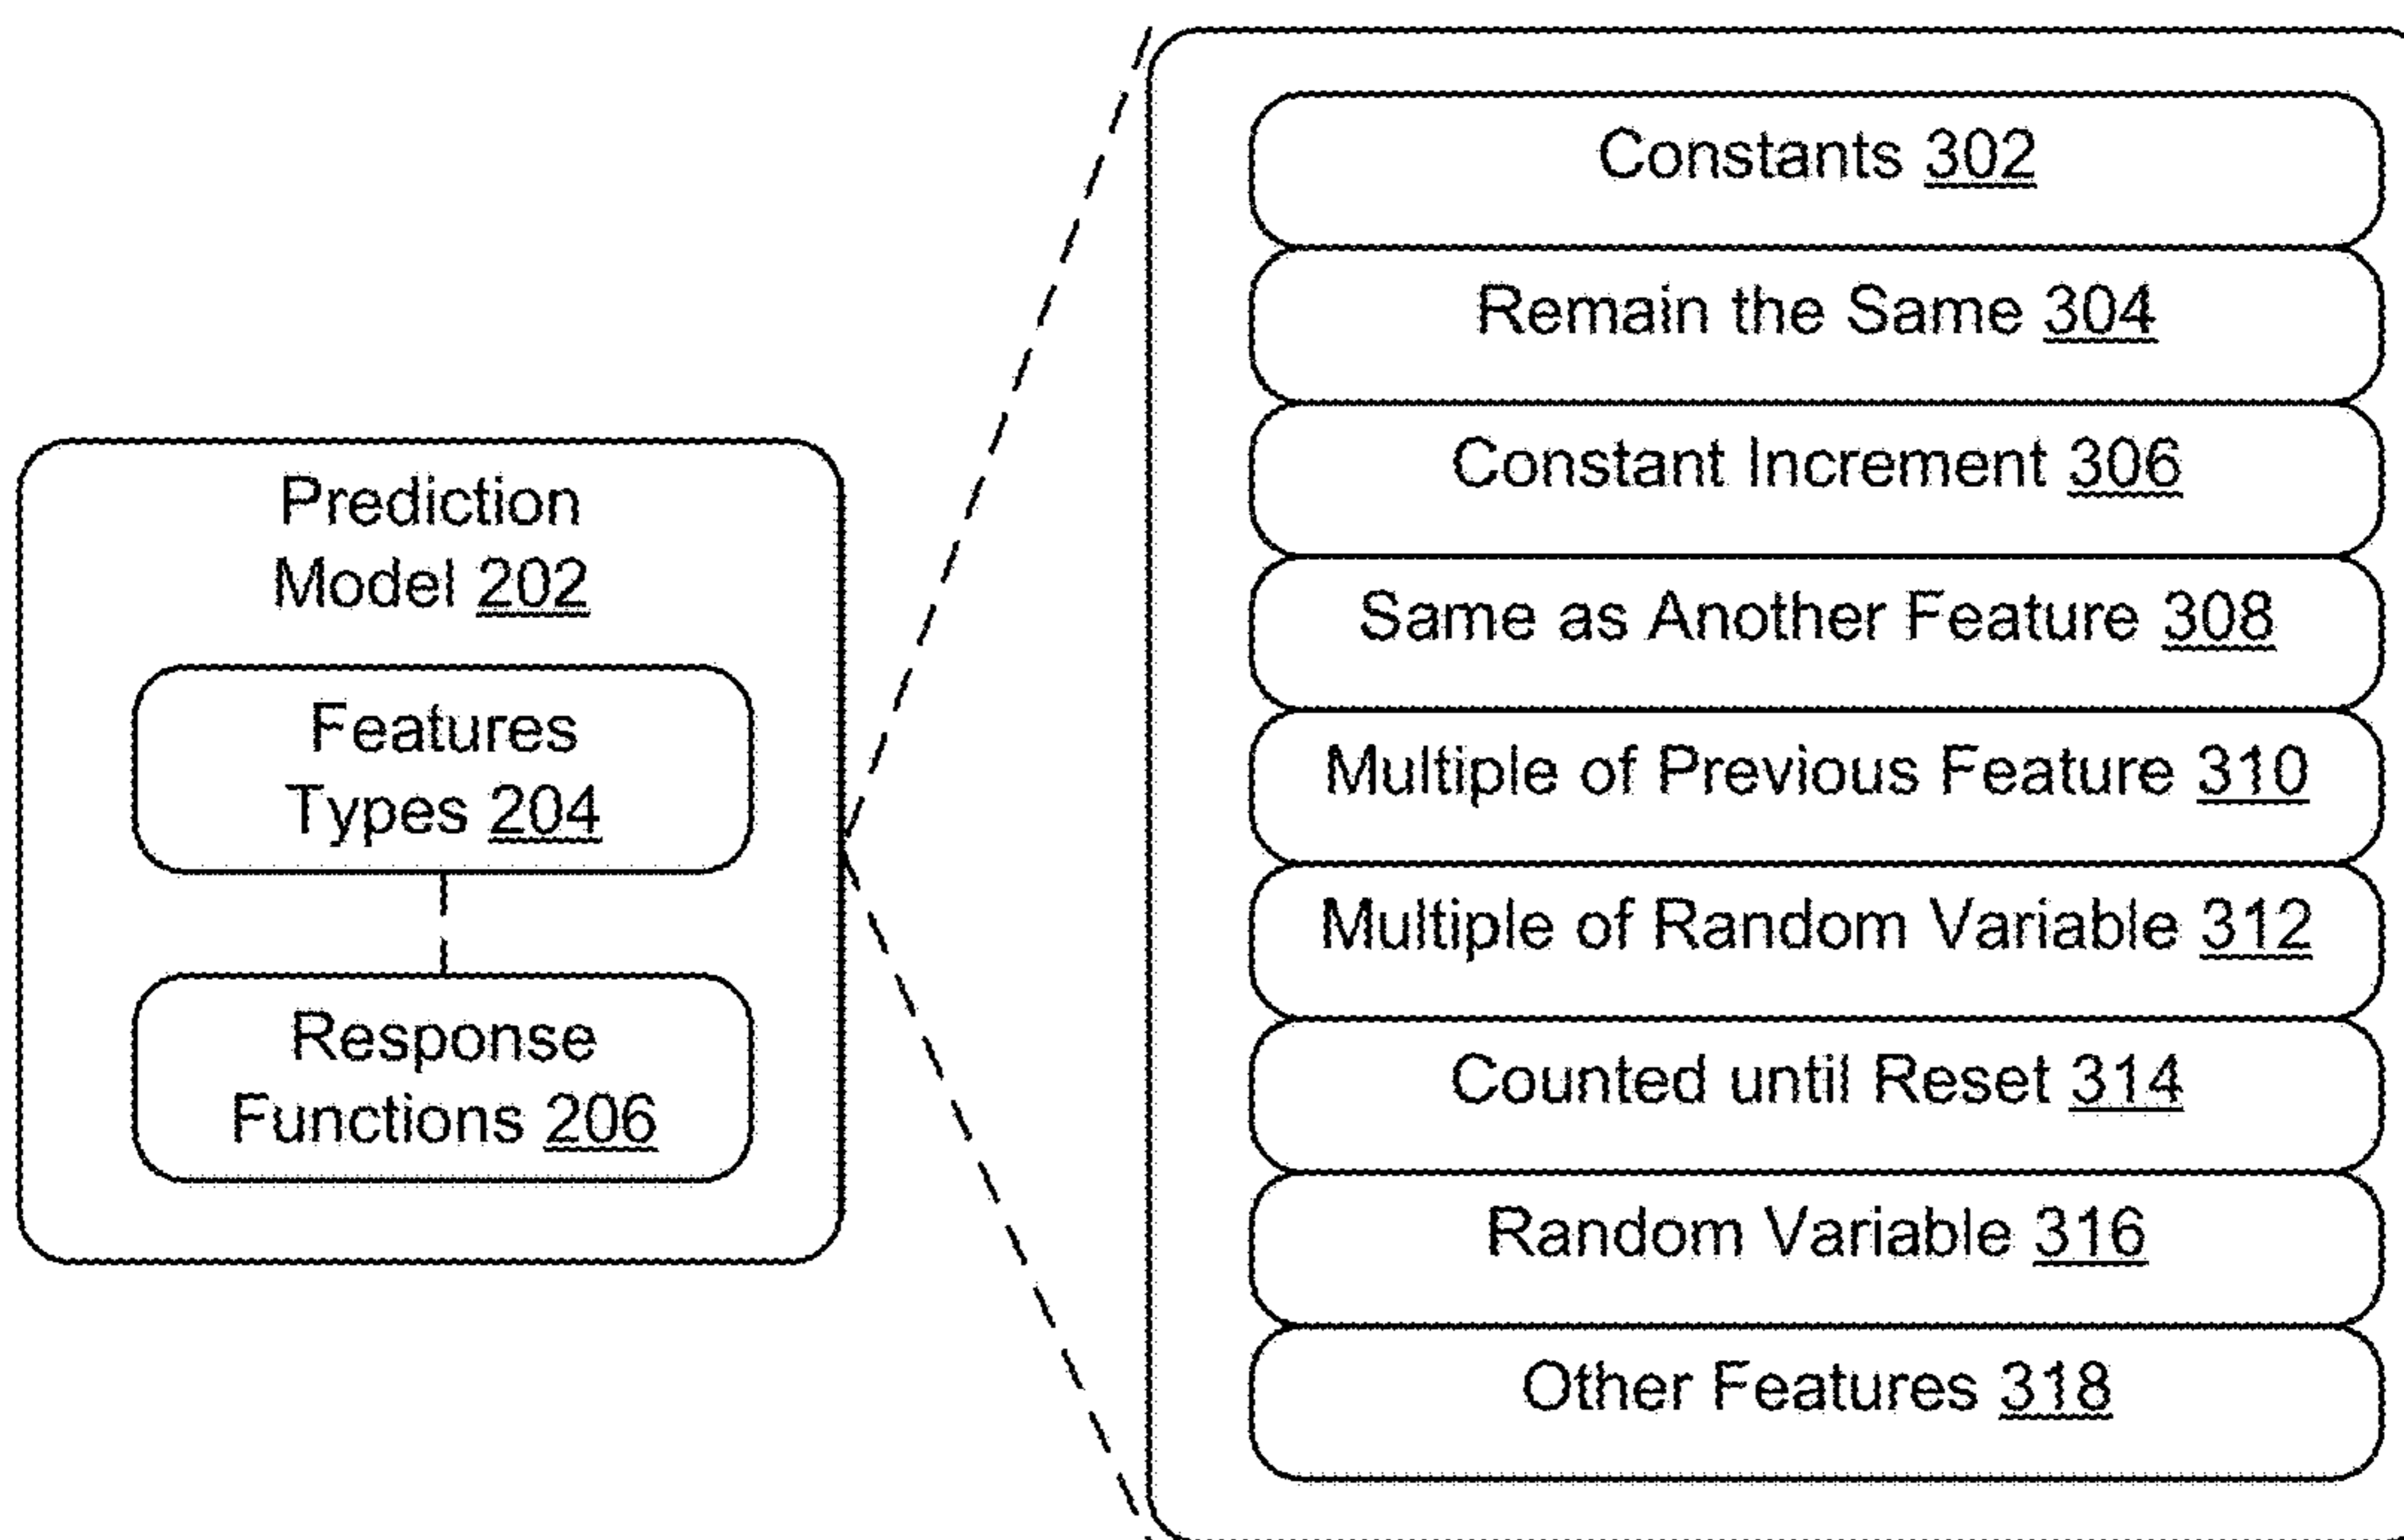 Prediction
Model 202
Features
Types 204
Response
Functions 206
Constants 302
Remain the Same 304
Constant Increment 306
Same as Another Feature 308
Multiple of Previous Feature 310
Multiple of Random Variable 312
Counted until Reset 314
Random Variable 316
Other Features 318